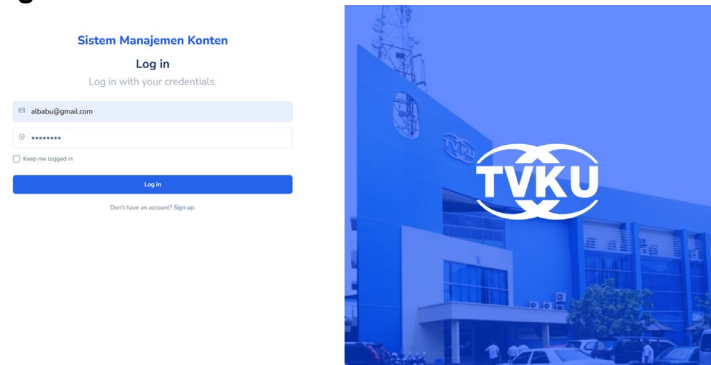 Sistem Manajemen Konten
Log in
Log in with your credentials.
albabu@gmail.com
********
Keep me logged in
Log in
Don't have an account? Sign up.
TVKU
TVKU